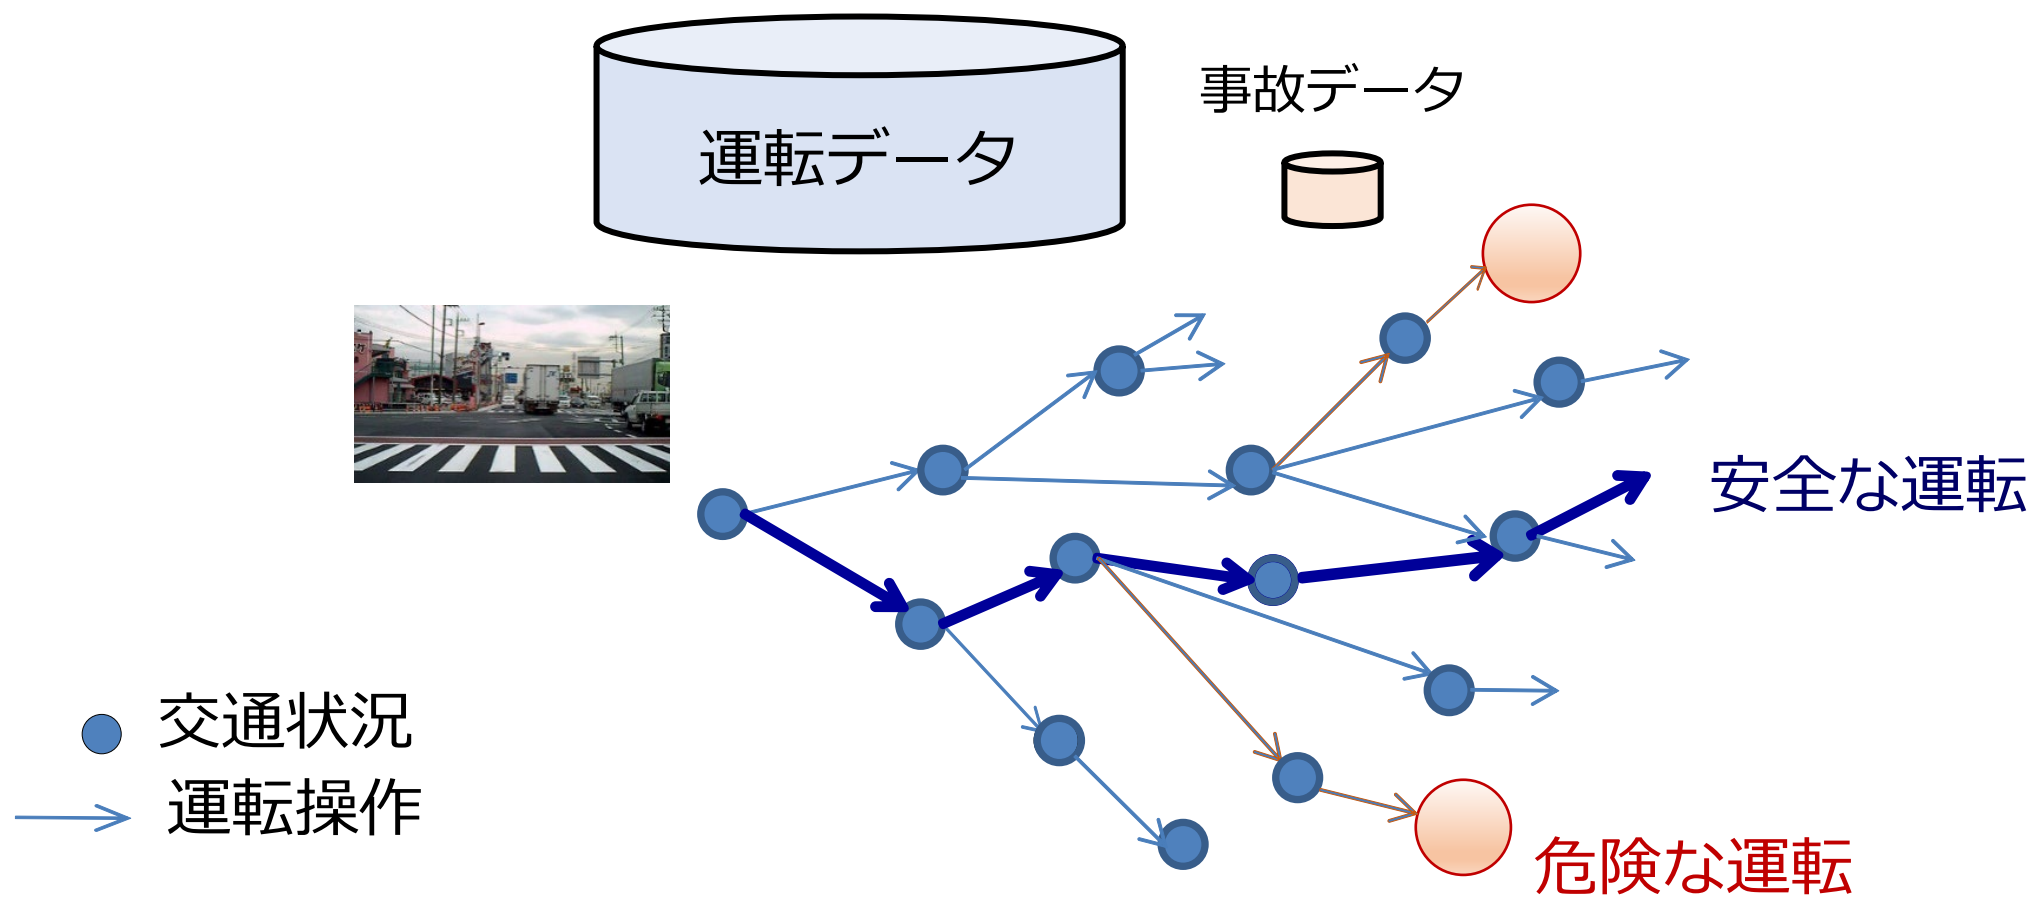 運転データ
事故データ
安全な運転
交通状況
運転操作
危険な運転